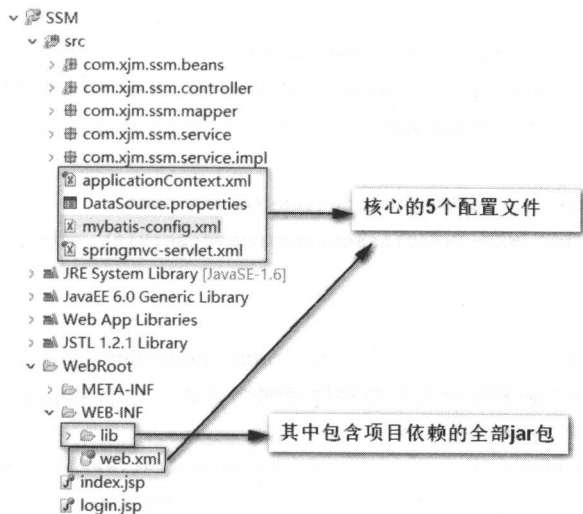 SSM
src
com.xjm.ssm.beans
com.xjm.ssm.controller
com.xjm.ssm.mapper
com.xjm.ssm.service
com.xjm.ssm.service.impl
applicationContext.xml
DataSource.properties
核心的5个配置文件
mybatis-config.xml
springmvc-servlet.xml
JRE System Library [JavaSE-1.6]
JavaEE 6.0 Generic Library
Web App Libraries
JSTL 1.2.1 Library
WebRoot
META-INF
WEB-INF
lib
其中包含项目依赖的全部jar包
web.xml
index.jsp
login.jsp